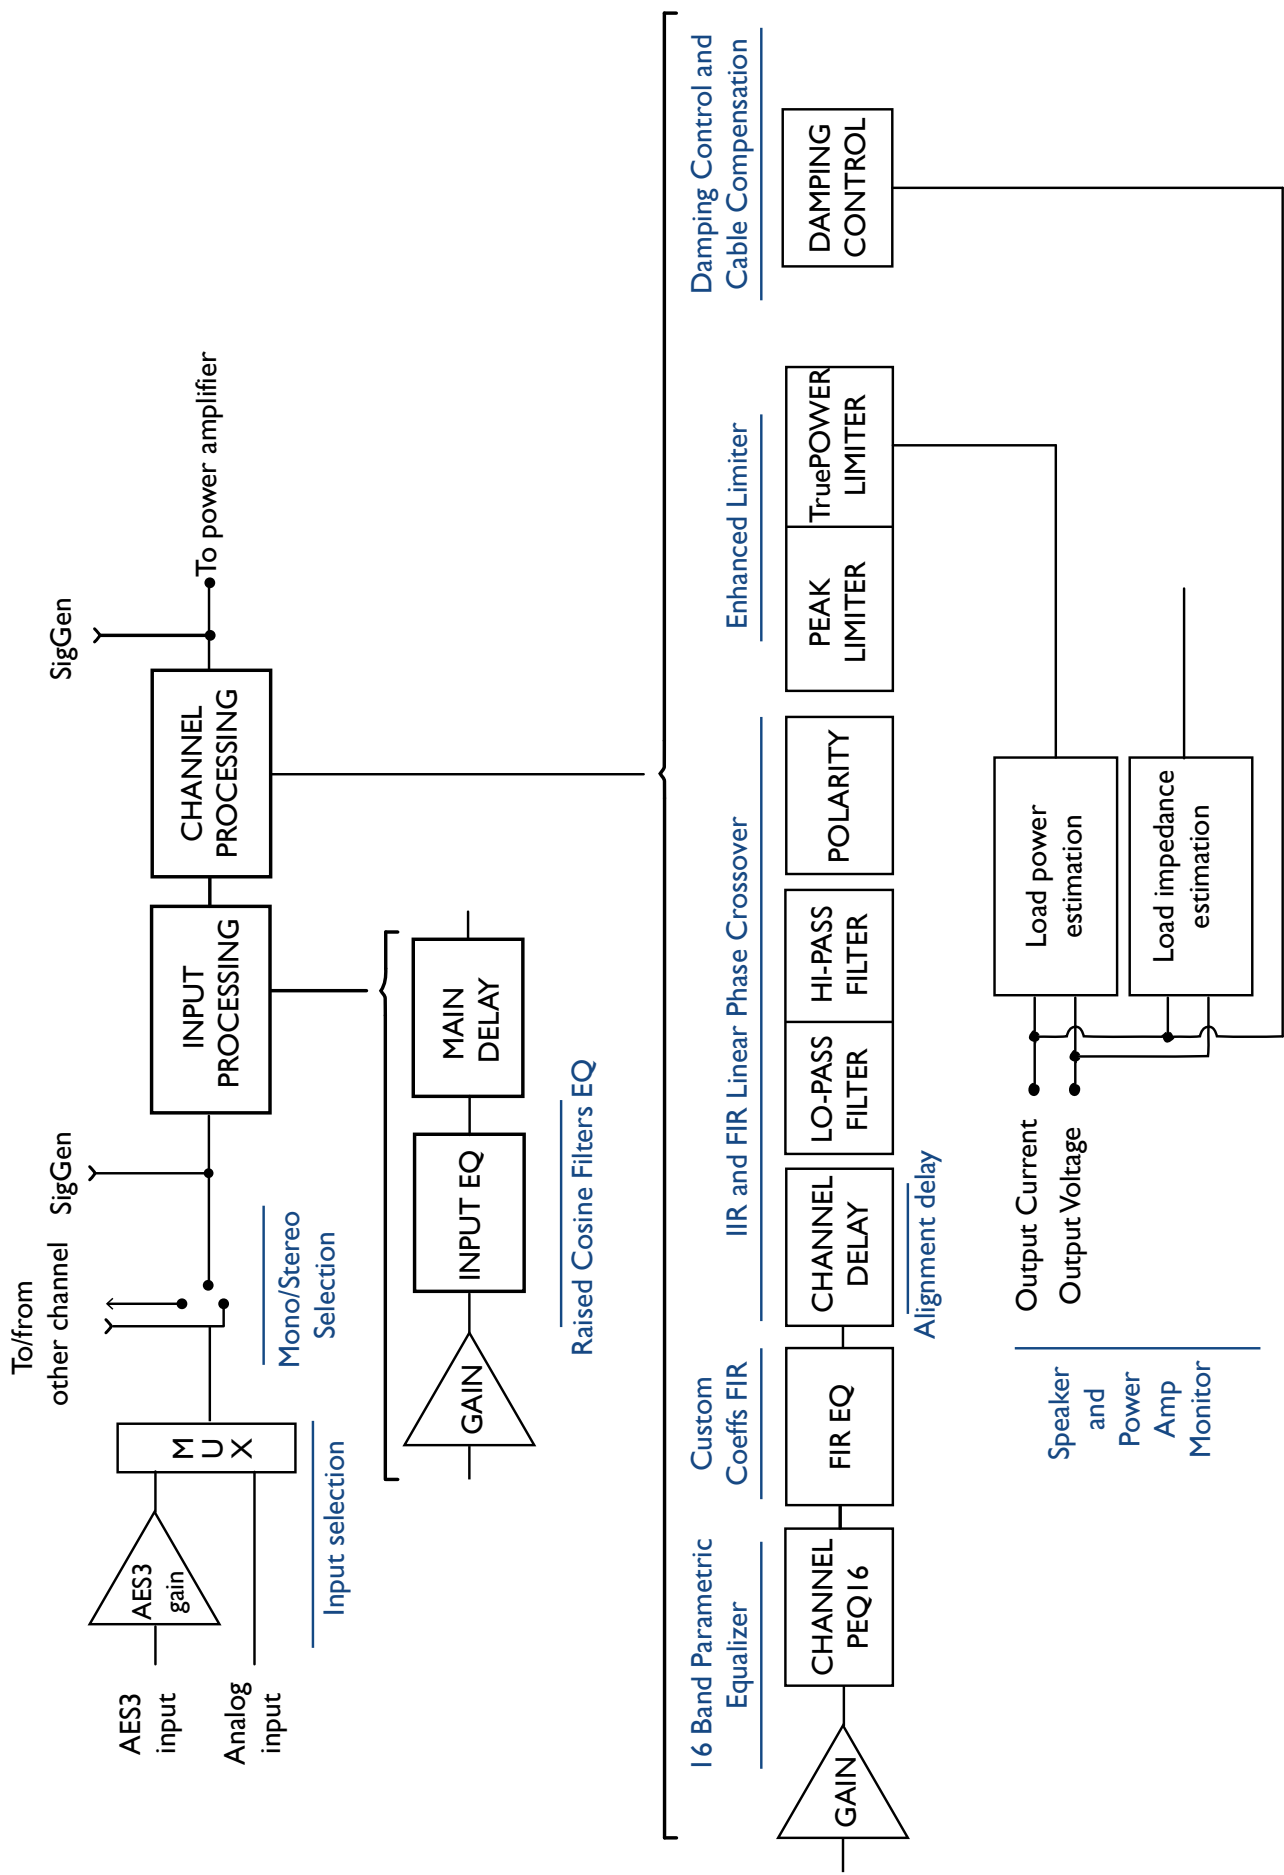 SigGen
SigGen
To/from
other channel
AES3
input
AES3
gain
Analog
input
M
U
X
Input selection
Mono/Stereo
Selection
INPUT
PROCESSING
CHANNEL
PROCESSING
To power amplifier
GAIN
INPUT EQ
MAIN
DELAY
Raised Cosine Filters EQ
16 Band Parametric
Equalizer
Custom
Coeffs FIR
IIR and FIR Linear Phase Crossover
Enhanced Limiter
Damping Control and
Cable Compensation
GAIN
CHANNEL
PEQ16
FIR EQ
CHANNEL
DELAY
LO-PASS
FILTER
HI-PASS
FILTER
POLARITY
PEAK
LIMITER
TruePOWER
LIMITER
DAMPING
CONTROL
Alignment delay
Speaker
and
Power
Amp
Monitor
Output Current
Output Voltage
Load power
estimation
Load impedance
estimation